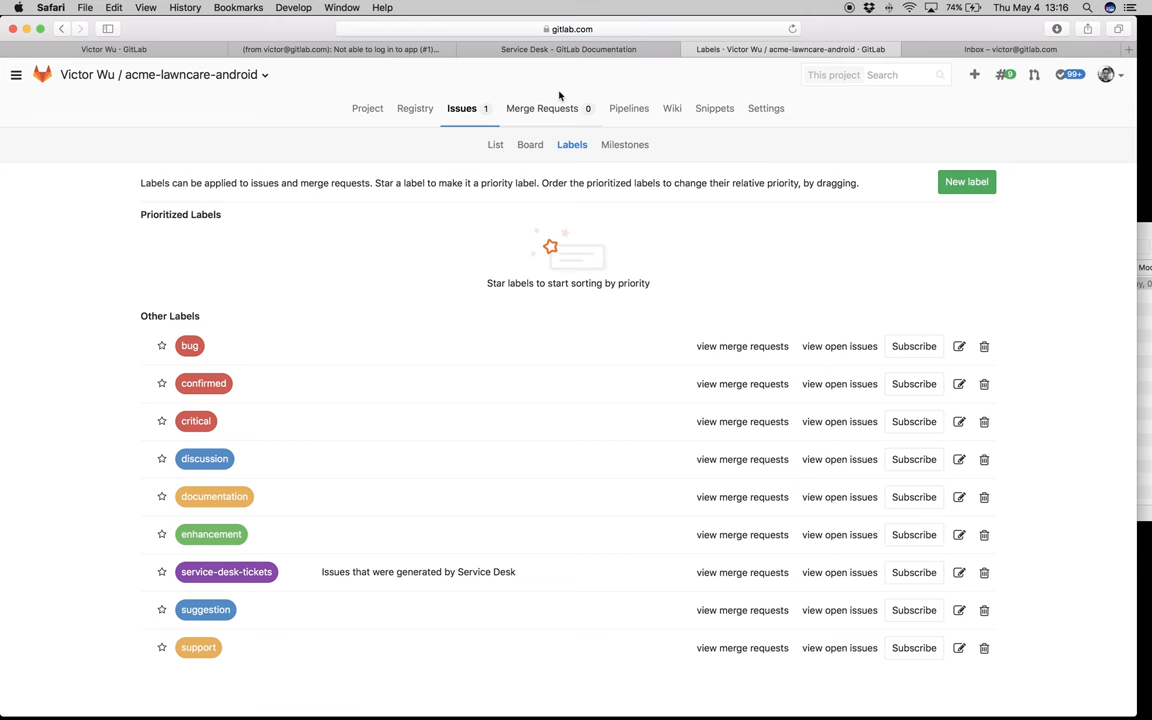 Safari File Edit View History Bookmarks Develop Window Help 74% Thu May 4 13:16
gitlab.com
Victor Wu · GitLab (from victor@gitlab.com): Not able to log in to app (#1)... Service Desk - GitLab Documentation Labels · Victor Wu / acme-lawncare-android · GitLab Inbox – victor@gitlab.com
Victor Wu / acme-lawncare-android This project Search 9 99+
Project Registry Issues 1 Merge Requests 0 Pipelines Wiki Snippets Settings
List Board Labels Milestones
Labels can be applied to issues and merge requests. Star a label to make it a priority label. Order the prioritized labels to change their relative priority, by dragging. New label
Prioritized Labels
Star labels to start sorting by priority
Other Labels
bug view merge requests view open issues Subscribe
confirmed view merge requests view open issues Subscribe
critical view merge requests view open issues Subscribe
discussion view merge requests view open issues Subscribe
documentation view merge requests view open issues Subscribe
enhancement view merge requests view open issues Subscribe
service-desk-tickets Issues that were generated by Service Desk view merge requests view open issues Subscribe
suggestion view merge requests view open issues Subscribe
support view merge requests view open issues Subscribe